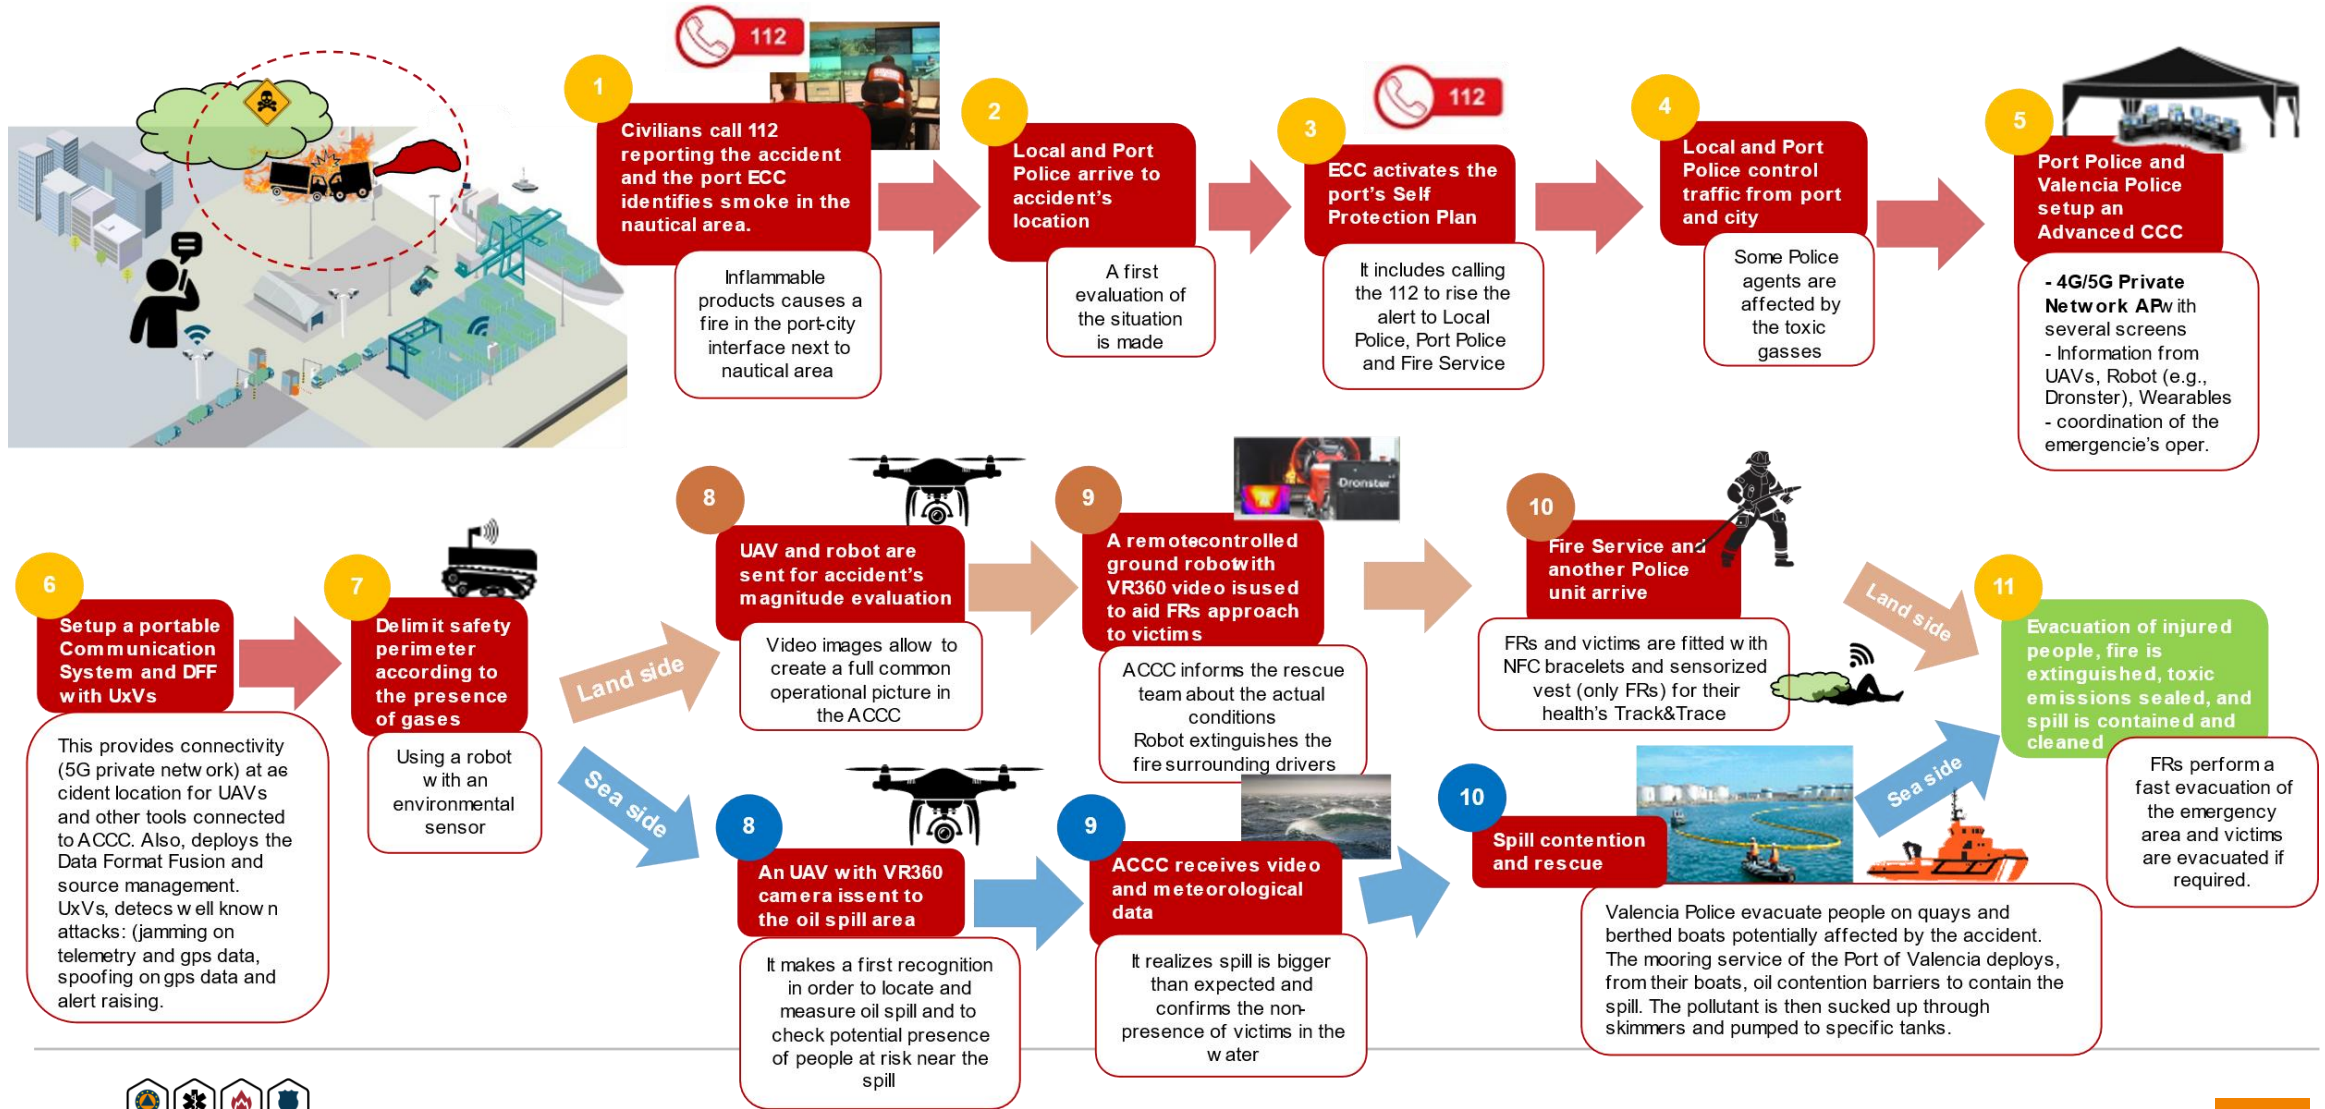 112
1
Civilians call 112
reporting the accident
and the port ECC
identifies smoke in the
nautical area.
Inflammable
products causes a
fire in the port-city
interface next to
nautical area
2
Local and Port
Police arrive to
accident's
location
A first
evaluation of
the situation
is made
112
3
ECC activates the
port's Self
Protection Plan
It includes calling
the 112 to rise the
alert to Local
Police, Port Police
and Fire Service
4
Local and Port
Police control
traffic from port
and city
Some Police
agents are
affected by
the toxic
gasses
5
Port Police and
Valencia Police
setup an
Advanced CCC
- 4G/5G Private
Network AP with
several screens
- Information from
UAVs, Robot (e.g.,
Dronster), Wearables
- coordination of the
emergencie's oper.
6
Setup a portable
Communication
System and DFF
with UxVs
This provides connectivity
(5G private network) at ac
cident location for UAVs
and other tools connected
to ACCC. Also, deploys the
Data Format Fusion and
source management.
UxVs, detecs well known
attacks: (jamming on
telemetry and gps data,
spoofing on gps data and
alert raising.
7
Delimit safety
perimeter
according to
the presence
of gases
Using a robot
with an
environmental
sensor
Land side
8
UAV and robot are
sent for accident's
magnitude evaluation
Video images allow to
create a full common
operational picture in
the ACCC
Dronster
9
A remotecontrolled
ground robot with
VR360 video is used
to aid FRs approach
to victims
ACCC informs the rescue
team about the actual
conditions
Robot extinguishes the
fire surrounding drivers
10
Fire Service and
another Police
unit arrive
FRs and victims are fitted with
NFC bracelets and sensorized
vest (only FRs) for their
health's Track&Trace
Land side
Sea side
8
An UAV with VR360
camera is sent to
the oil spill area
It makes a first recognition
in order to locate and
measure oil spill and to
check potential presence
of people at risk near the
spill
9
ACCC receives video
and meteorological
data
It realizes spill is bigger
than expected and
confirms the non-
presence of victims in the
water
10
Spill contention
and rescue
Valencia Police evacuate people on quays and
berthed boats potentially affected by the accident.
The mooring service of the Port of Valencia deploys,
from their boats, oil contention barriers to contain the
spill. The pollutant is then sucked up through
skimmers and pumped to specific tanks.
Sea side
11
Evacuation of injured
people, fire is
extinguished, toxic
emissions sealed, and
spill is contained and
cleaned
FRs perform a
fast evacuation of
the emergency
area and victims
are evacuated if
required.